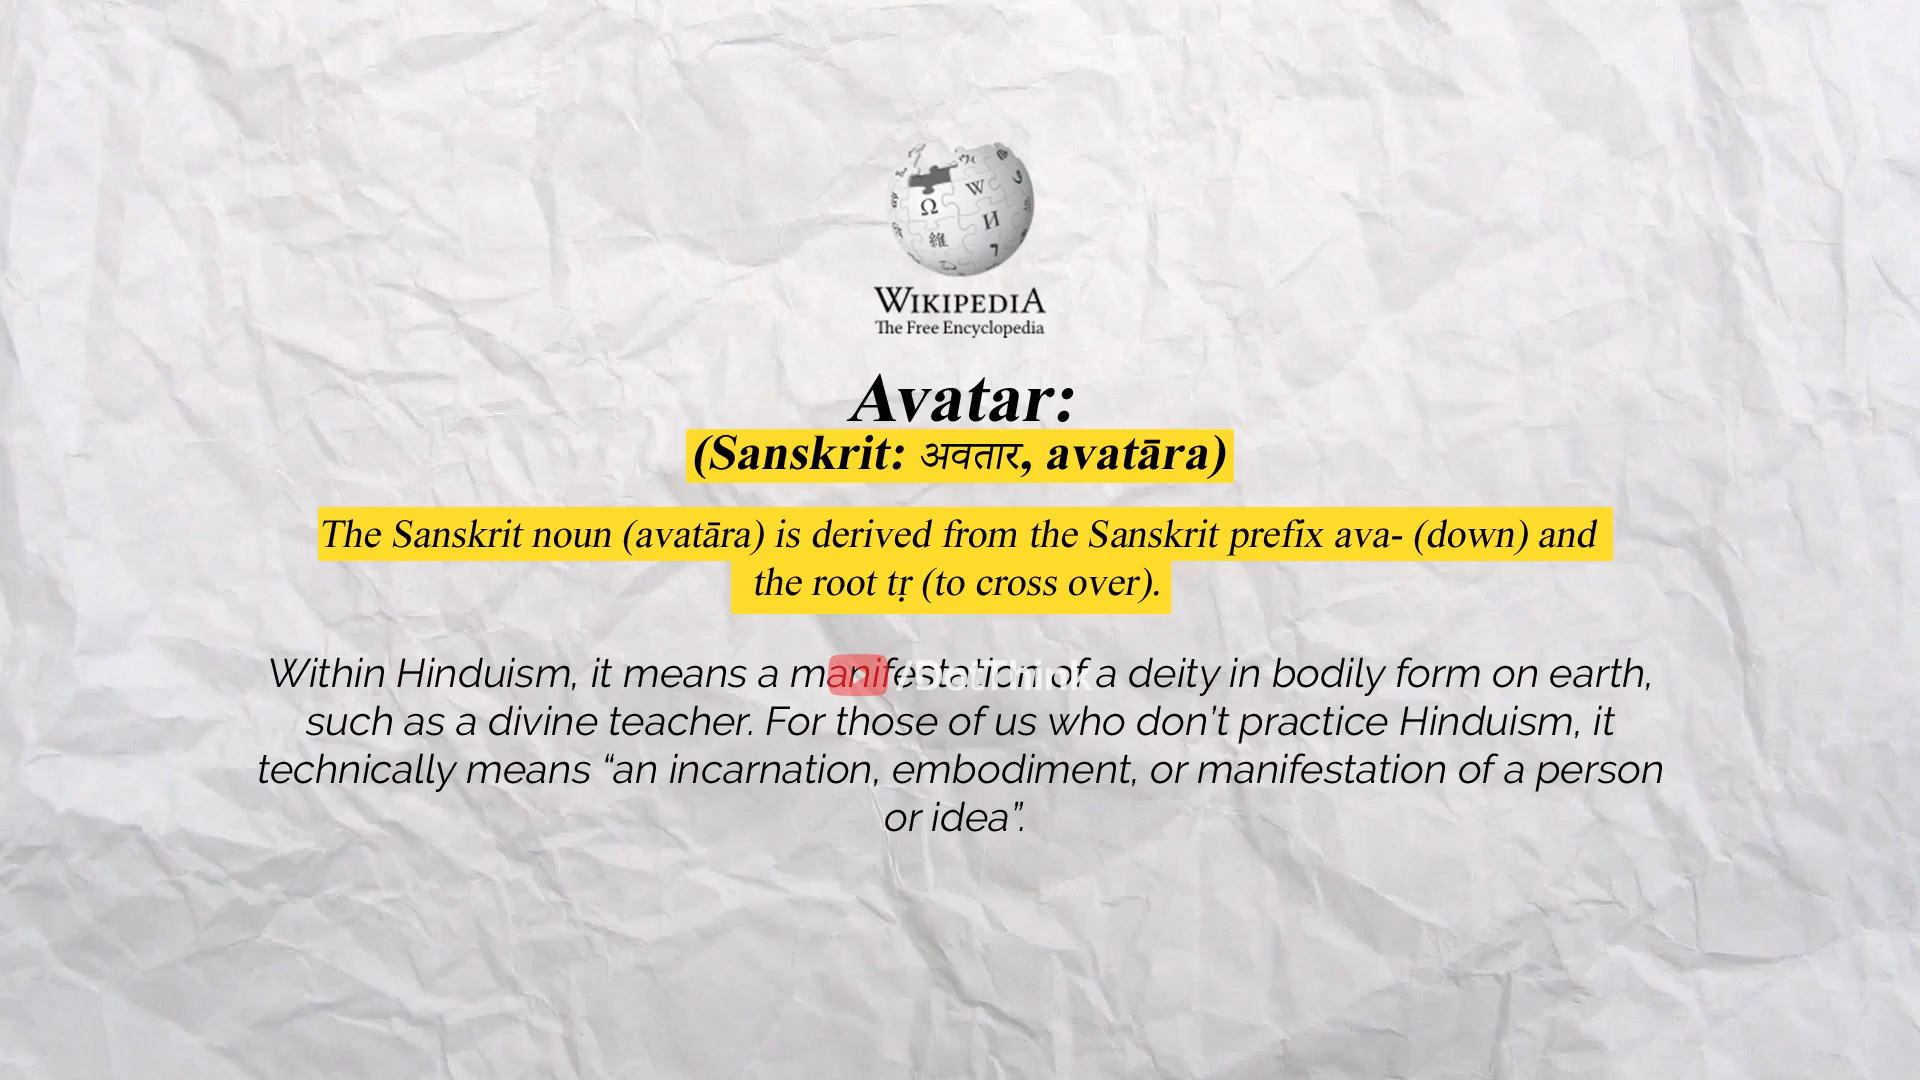 WIKIPEDIA
The Free Encyclopedia
Avatar:
(Sanskrit: अवतार, avatāra)
The Sanskrit noun (avatāra) is derived from the Sanskrit prefix ava- (down) and
the root tṛ (to cross over).
Within Hinduism, it means a manifestation of a deity in bodily form on earth,
/DotThink
such as a divine teacher. For those of us who don’t practice Hinduism, it
technically means “an incarnation, embodiment, or manifestation of a person
or idea”.